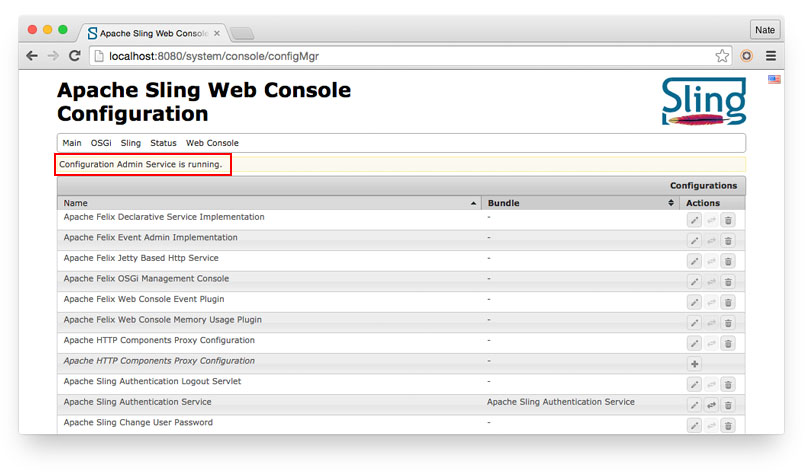 Apache Sling Web Console
Nate
localhost:8080/system/console/configMgr
Apache Sling Web Console
Configuration
Sling
Main OSGi Sling Status Web Console
Configuration Admin Service is running.
Configurations
Name Bundle Actions
Apache Felix Declarative Service Implementation -
Apache Felix Event Admin Implementation -
Apache Felix Jetty Based Http Service -
Apache Felix OSGi Management Console -
Apache Felix Web Console Event Plugin -
Apache Felix Web Console Memory Usage Plugin -
Apache HTTP Components Proxy Configuration -
Apache HTTP Components Proxy Configuration -
Apache Sling Authentication Logout Servlet -
Apache Sling Authentication Service Apache Sling Authentication Service
Apache Sling Change User Password -